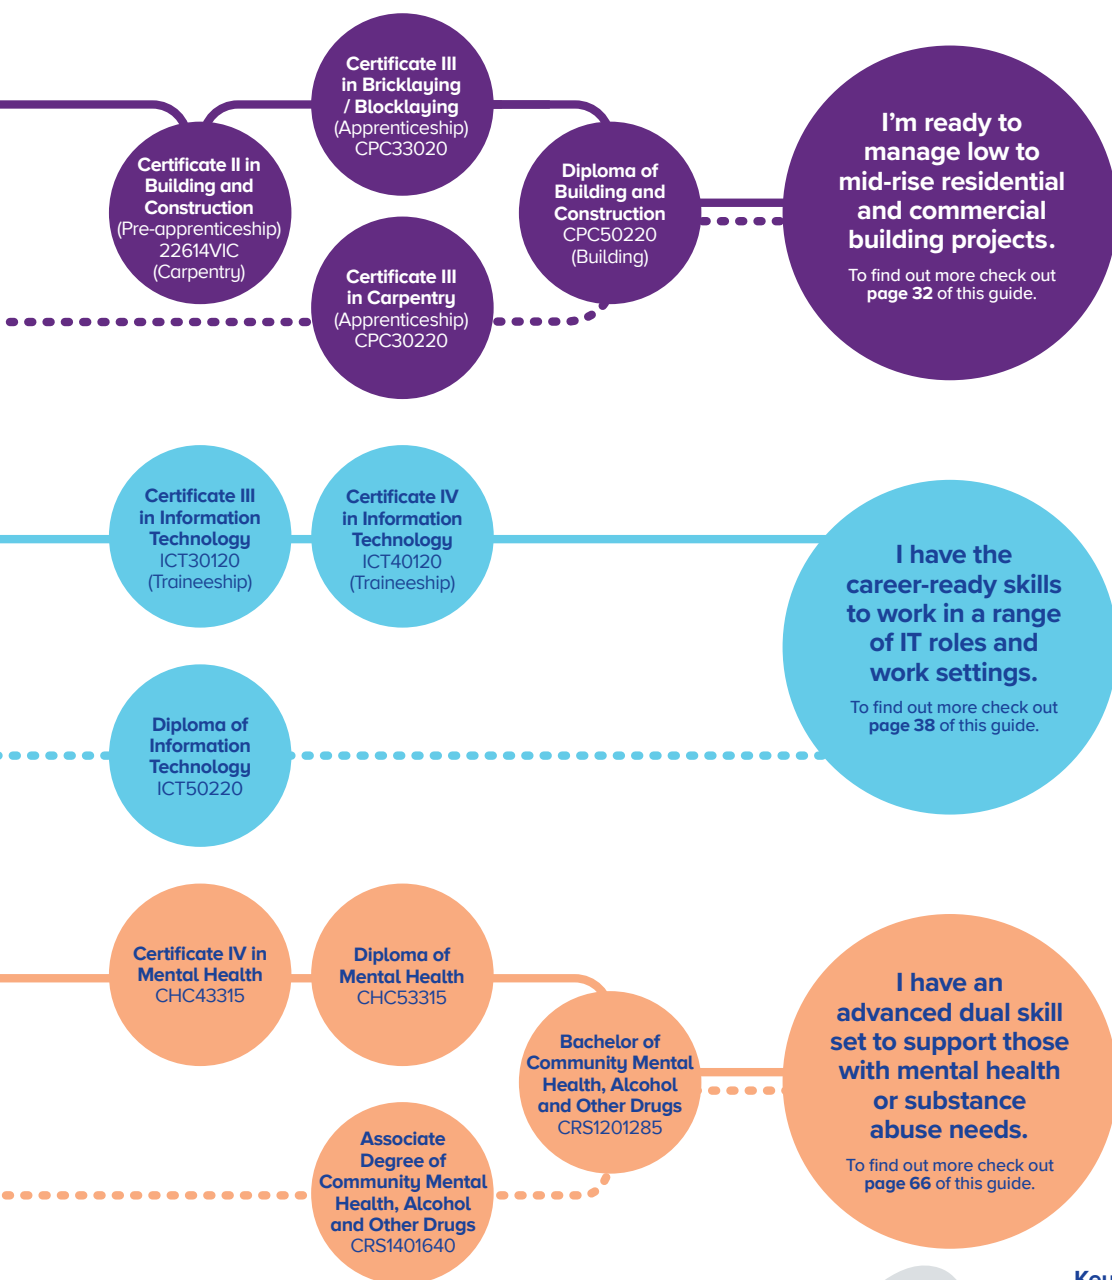 Certificate III
in Bricklaying
/ Blocklaying
(Apprenticeship)
CPC33020
Certificate II in
Building and
Construction
(Pre-apprenticeship)
22614VIC
(Carpentry)
Diploma of
Building and
Construction
CPC50220
(Building)
Certificate III
in Carpentry
(Apprenticeship)
CPC30220
I’m ready to
manage low to
mid-rise residential
and commercial
building projects.
To find out more check out
page 32 of this guide.
Certificate III
in Information
Technology
ICT30120
(Traineeship)
Certificate IV
in Information
Technology
ICT40120
(Traineeship)
Diploma of
Information
Technology
ICT50220
I have the
career-ready skills
to work in a range
of IT roles and
work settings.
To find out more check out
page 38 of this guide.
Certificate IV in
Mental Health
CHC43315
Diploma of
Mental Health
CHC53315
Bachelor of
Community Mental
Health, Alcohol
and Other Drugs
CRS1201285
Associate
Degree of
Community Mental
Health, Alcohol
and Other Drugs
CRS1401640
I have an
advanced dual skill
set to support those
with mental health
or substance
abuse needs.
To find out more check out
page 66 of this guide.